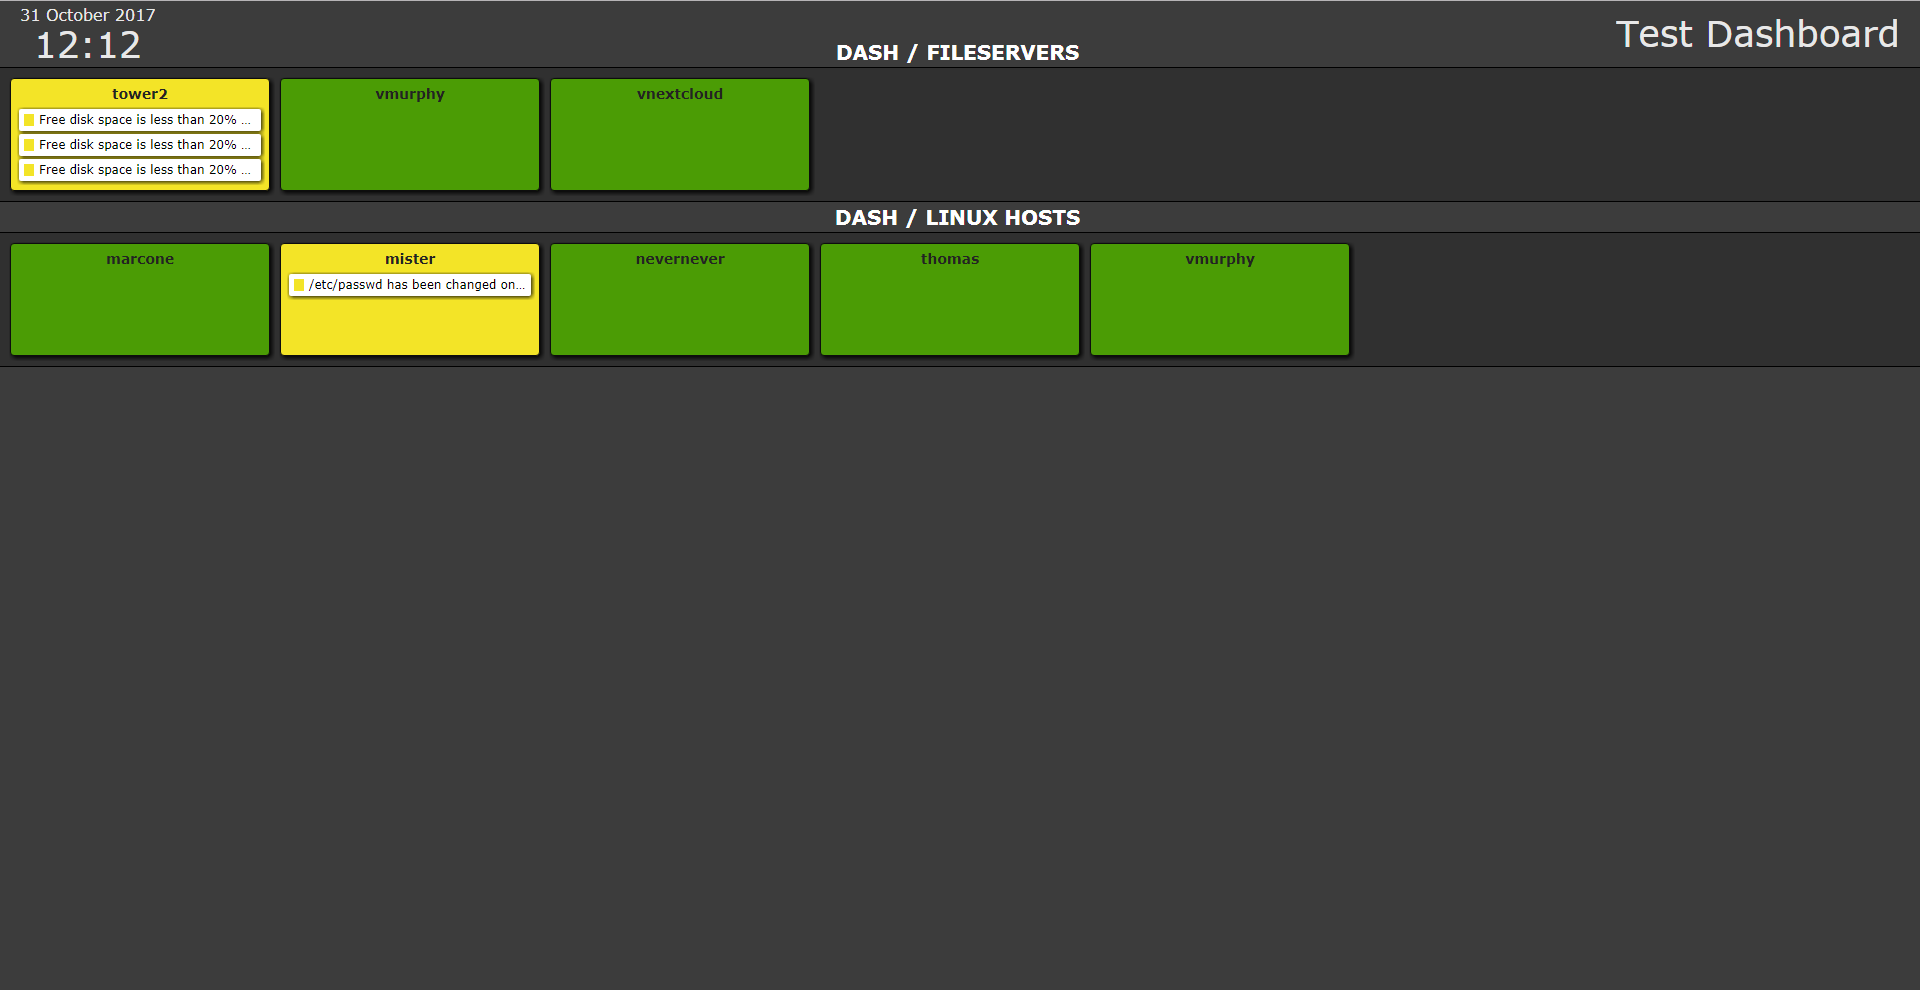 31 October 2017
12:12
Test Dashboard
DASH / FILESERVERS
tower2
Free disk space is less than 20% ...
Free disk space is less than 20% ...
Free disk space is less than 20% ...
vmurphy
vnextcloud
DASH / LINUX HOSTS
marcone
mister
/etc/passwd has been changed on...
nevernever
thomas
vmurphy